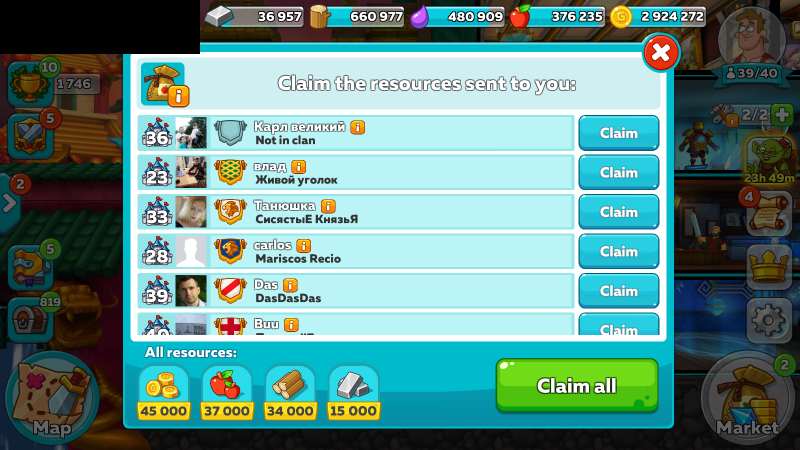 36 957
660 977
480 909
376 235
2 924 272
10
1746
39/40
Claim the resources sent to you:
5
2/2
36
Карл великий
Not in clan
Claim
23
влад
Живой уголок
Claim
23h 49m
2
33
Танюшка
СисястыЕ КнязьЯ
Claim
4
5
28
carlos
Mariscos Recio
Claim
819
39
Das
DasDasDas
Claim
Buu
Claim
All resources:
45 000
37 000
34 000
15 000
Claim all
2
Map
Market